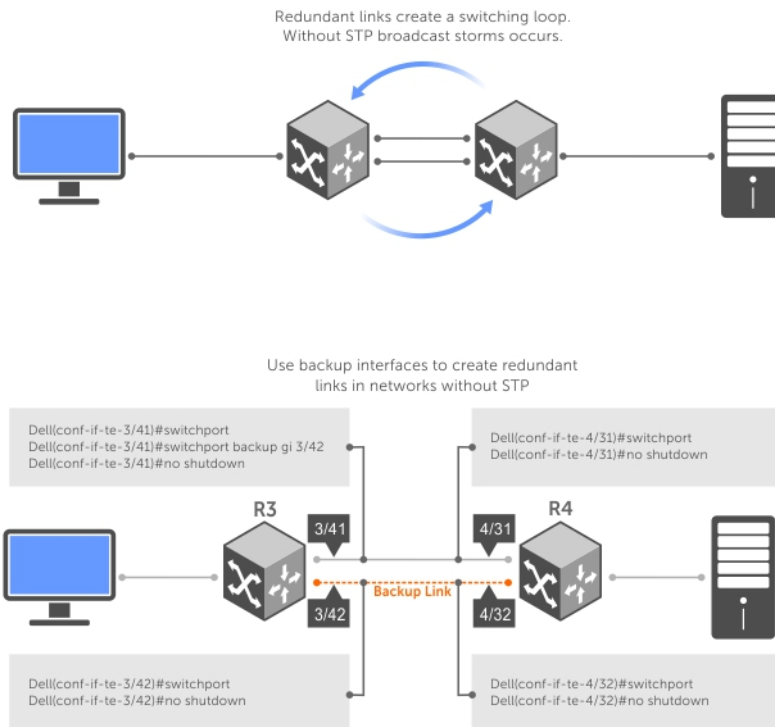 Redundant links create a switching loop.
Without STP broadcast storms occurs.
Use backup interfaces to create redundant
links in networks without STP
Dell(conf-if-te-3/41)#switchport
Dell(conf-if-te-3/41)#switchport backup gi 3/42
Dell(conf-if-te-3/41)#no shutdown
Dell(conf-if-te-4/31)#switchport
Dell(conf-if-te-4/31)#no shutdown
R3
R4
3/41
4/31
Backup Link
3/42
4/32
Dell(conf-if-te-3/42)#switchport
Dell(conf-if-te-3/42)#no shutdown
Dell(conf-if-te-4/32)#switchport
Dell(conf-if-te-4/32)#no shutdown